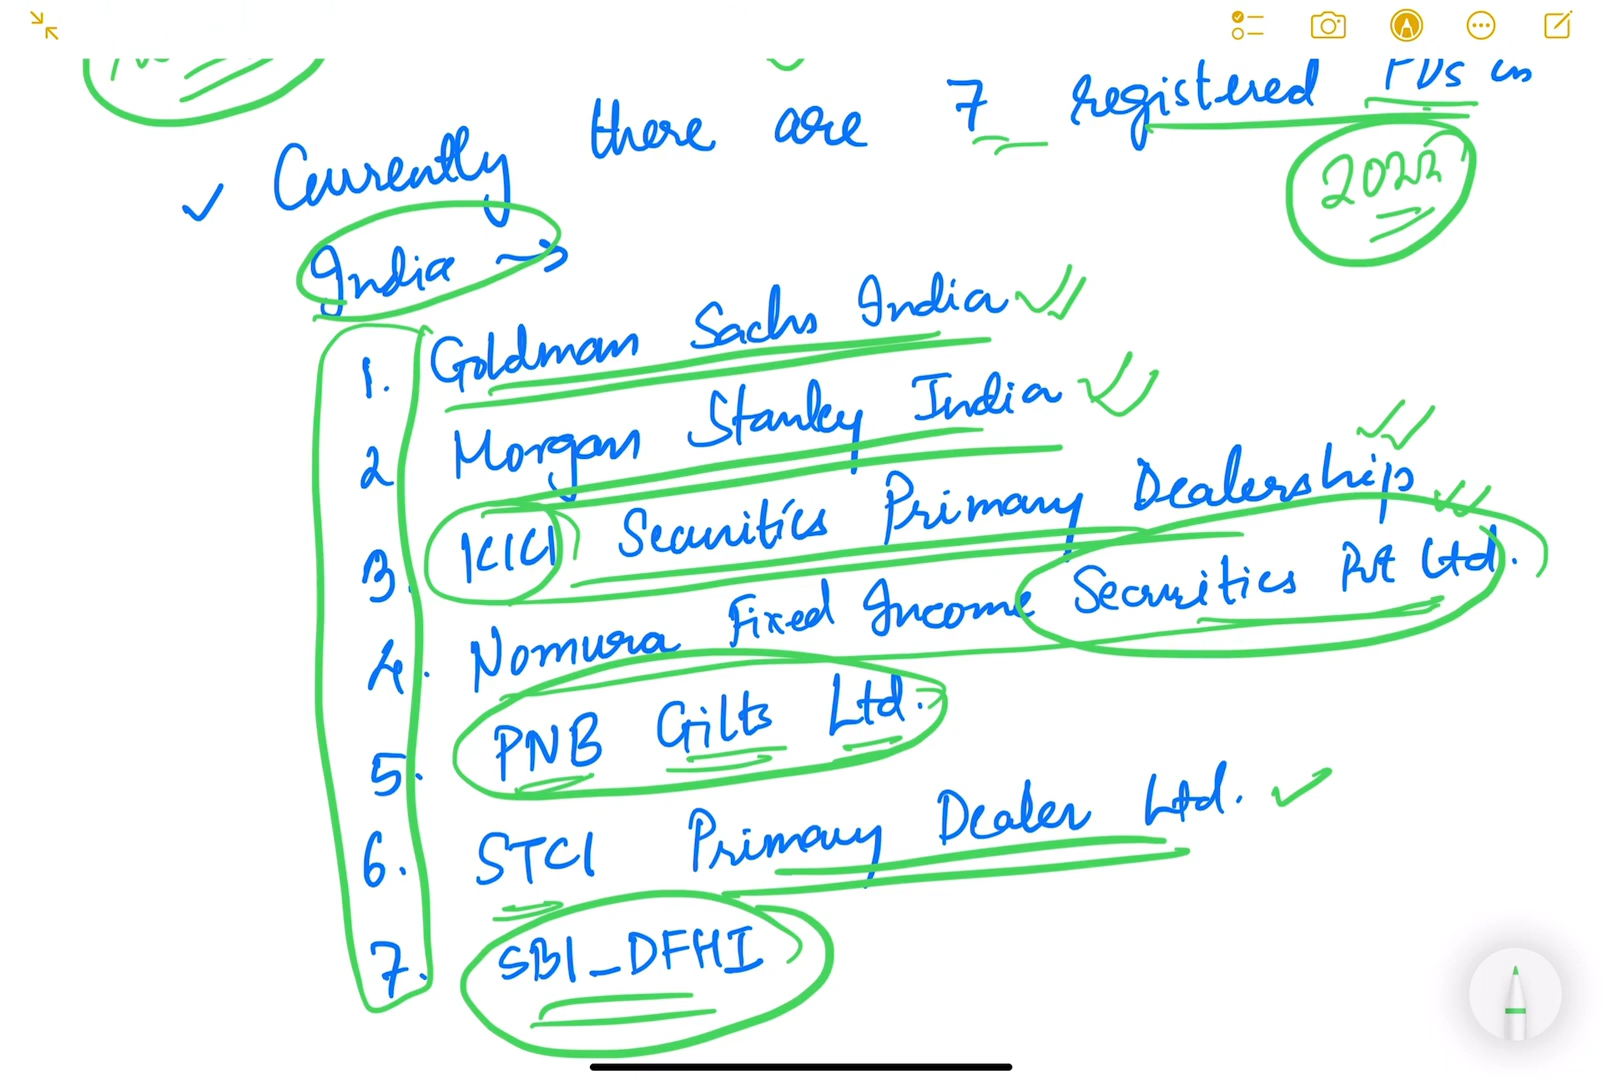 Currently there are 7 registered PDs in
2022
India →
1. Goldman Sachs India
2 Morgan Stanley India
3. ICICI Securities Primary Dealership
4. Nomura Fixed Income Securities Pvt Ltd.
5. PNB Gilts Ltd.
6. STCI Primary Dealer Ltd.
7. SBI_DFHI